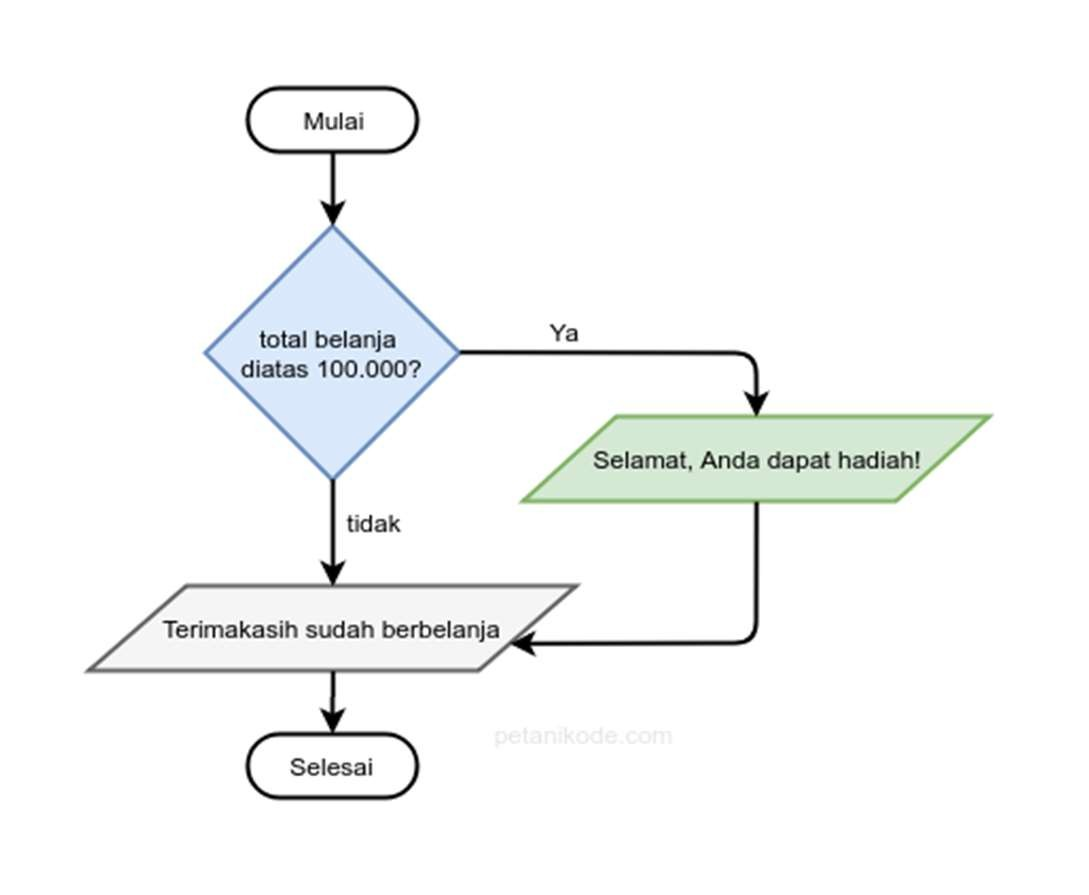 Mulai
total belanja
diatas 100.000?
Ya
Selamat, Anda dapat hadiah!
tidak
Terimakasih sudah berbelanja
petanikode.com
Selesai